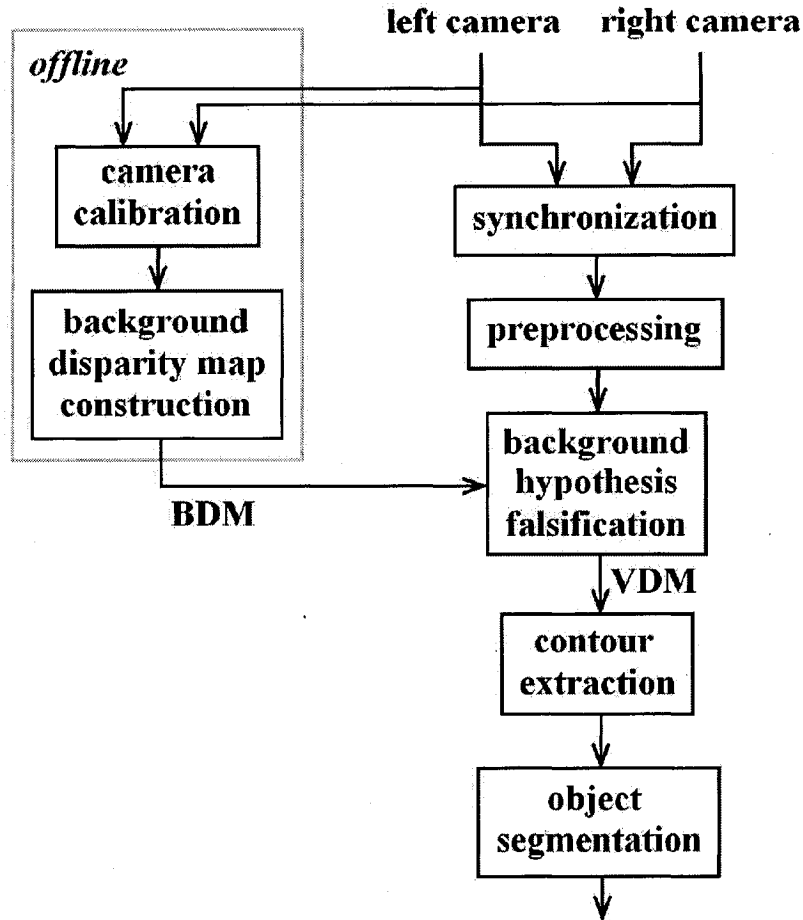 left camera right camera
offline
camera
calibration
synchronization
background
disparity map
construction
preprocessing
background
hypothesis
falsification
BDM
VDM
contour
extraction
object
segmentation